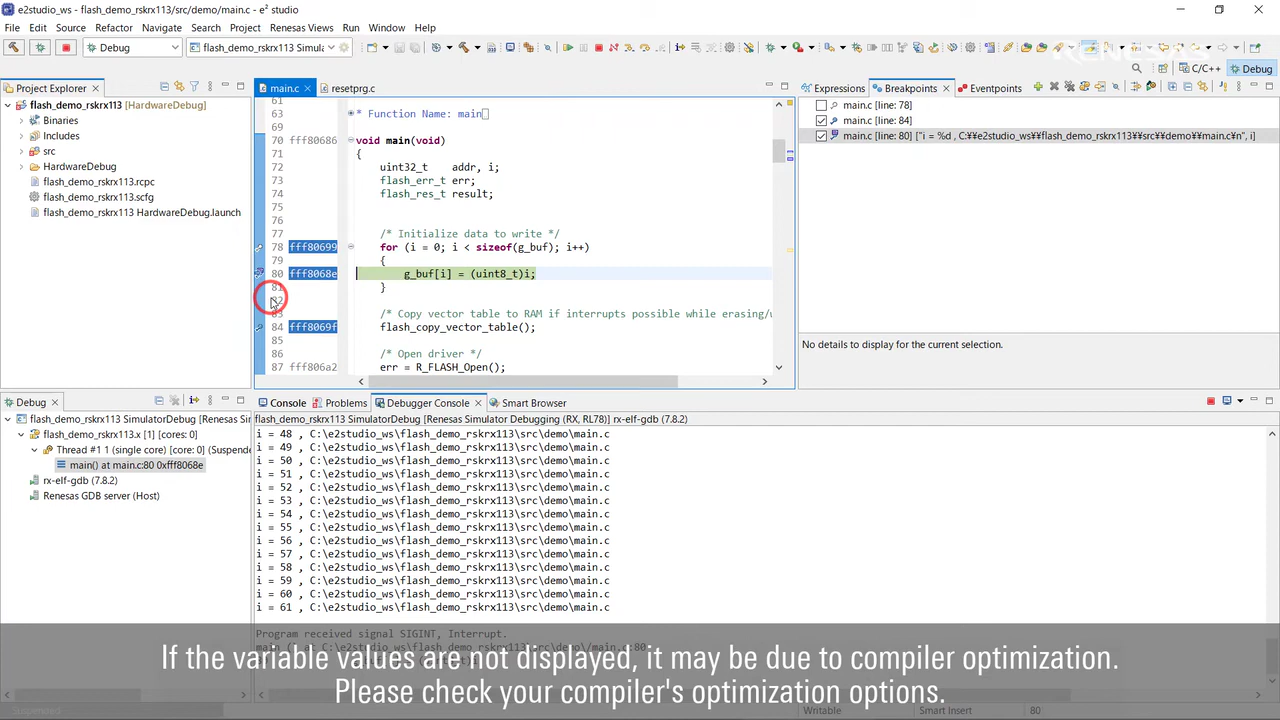 e2studio_ws - flash_demo_rskrx113/src/demo/main.c - e² studio
File Edit Source Refactor Navigate Search Project Renesas Views Run Window Help
Debug
flash_demo_rskrx113 Simula
RENESAS
C/C++
Debug
Project Explorer
flash_demo_rskrx113 [HardwareDebug]
Binaries
Includes
src
HardwareDebug
flash_demo_rskrx113.rcpc
flash_demo_rskrx113.scfg
flash_demo_rskrx113 HardwareDebug.launch
main.c
resetprg.c
61
63 * Function Name: main
69
70 fff80686 void main(void)
71 {
72 uint32_t addr, i;
73 flash_err_t err;
74 flash_res_t result;
75
76
77 /* Initialize data to write */
78 fff80699 for (i = 0; i < sizeof(g_buf); i++)
79 {
80 fff8068e g_buf[i] = (uint8_t)i;
81 }
82
83 /* Copy vector table to RAM if interrupts possible while erasing/w
84 fff8069f flash_copy_vector_table();
85
86 /* Open driver */
87 fff806a2 err = R_FLASH_Open();
Expressions
Breakpoints
Eventpoints
main.c [line: 78]
main.c [line: 84]
main.c [line: 80] ["i = %d , C:¥¥e2studio_ws¥¥flash_demo_rskrx113¥¥src¥¥demo¥¥main.c¥n", i]
No details to display for the current selection.
Debug
flash_demo_rskrx113 SimulatorDebug [Renesas Sir
flash_demo_rskrx113.x [1] [cores: 0]
Thread #1 1 (single core) [core: 0] (Suspende
main() at main.c:80 0xfff8068e
rx-elf-gdb (7.8.2)
Renesas GDB server (Host)
Console
Problems
Debugger Console
Smart Browser
flash_demo_rskrx113 SimulatorDebug [Renesas Simulator Debugging (RX, RL78)] rx-elf-gdb (7.8.2)
i = 48 , C:\e2studio_ws\flash_demo_rskrx113\src\demo\main.c
i = 49 , C:\e2studio_ws\flash_demo_rskrx113\src\demo\main.c
i = 50 , C:\e2studio_ws\flash_demo_rskrx113\src\demo\main.c
i = 51 , C:\e2studio_ws\flash_demo_rskrx113\src\demo\main.c
i = 52 , C:\e2studio_ws\flash_demo_rskrx113\src\demo\main.c
i = 53 , C:\e2studio_ws\flash_demo_rskrx113\src\demo\main.c
i = 54 , C:\e2studio_ws\flash_demo_rskrx113\src\demo\main.c
i = 55 , C:\e2studio_ws\flash_demo_rskrx113\src\demo\main.c
i = 56 , C:\e2studio_ws\flash_demo_rskrx113\src\demo\main.c
i = 57 , C:\e2studio_ws\flash_demo_rskrx113\src\demo\main.c
i = 58 , C:\e2studio_ws\flash_demo_rskrx113\src\demo\main.c
i = 59 , C:\e2studio_ws\flash_demo_rskrx113\src\demo\main.c
i = 60 , C:\e2studio_ws\flash_demo_rskrx113\src\demo\main.c
i = 61 , C:\e2studio_ws\flash_demo_rskrx113\src\demo\main.c
Program received signal SIGINT, Interrupt.
main () at C:\e2studio_ws\flash_demo_rskrx113\src\demo\/main.c:80
If the variable values are not displayed, it may be due to compiler optimization.
Please check your compiler's optimization options.
Suspended
Writable
Smart Insert
80